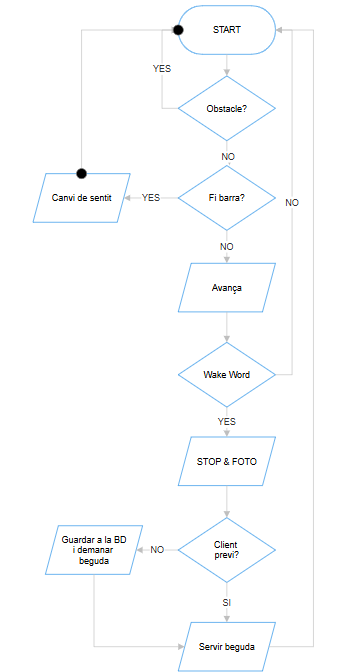 START
YES
Obstacle?
NO
Canvi de sentit
YES
Fi barra?
NO
NO
Avança
Wake Word
YES
STOP & FOTO
Guardar a la BD
i demanar
beguda
NO
Client
previ?
SI
Servir beguda